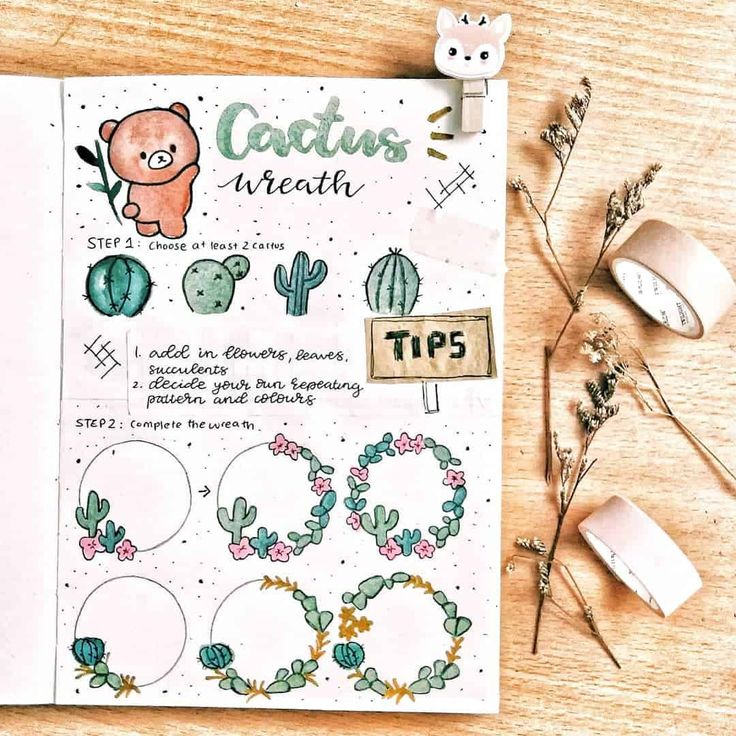 Cactus
wreath
STEP 1: Choose at least 2 cactus
TIPS
1. add in flowers, leaves,
succulents
2. decide your own repeating
pattern and colours
STEP 2: Complete the wreath.